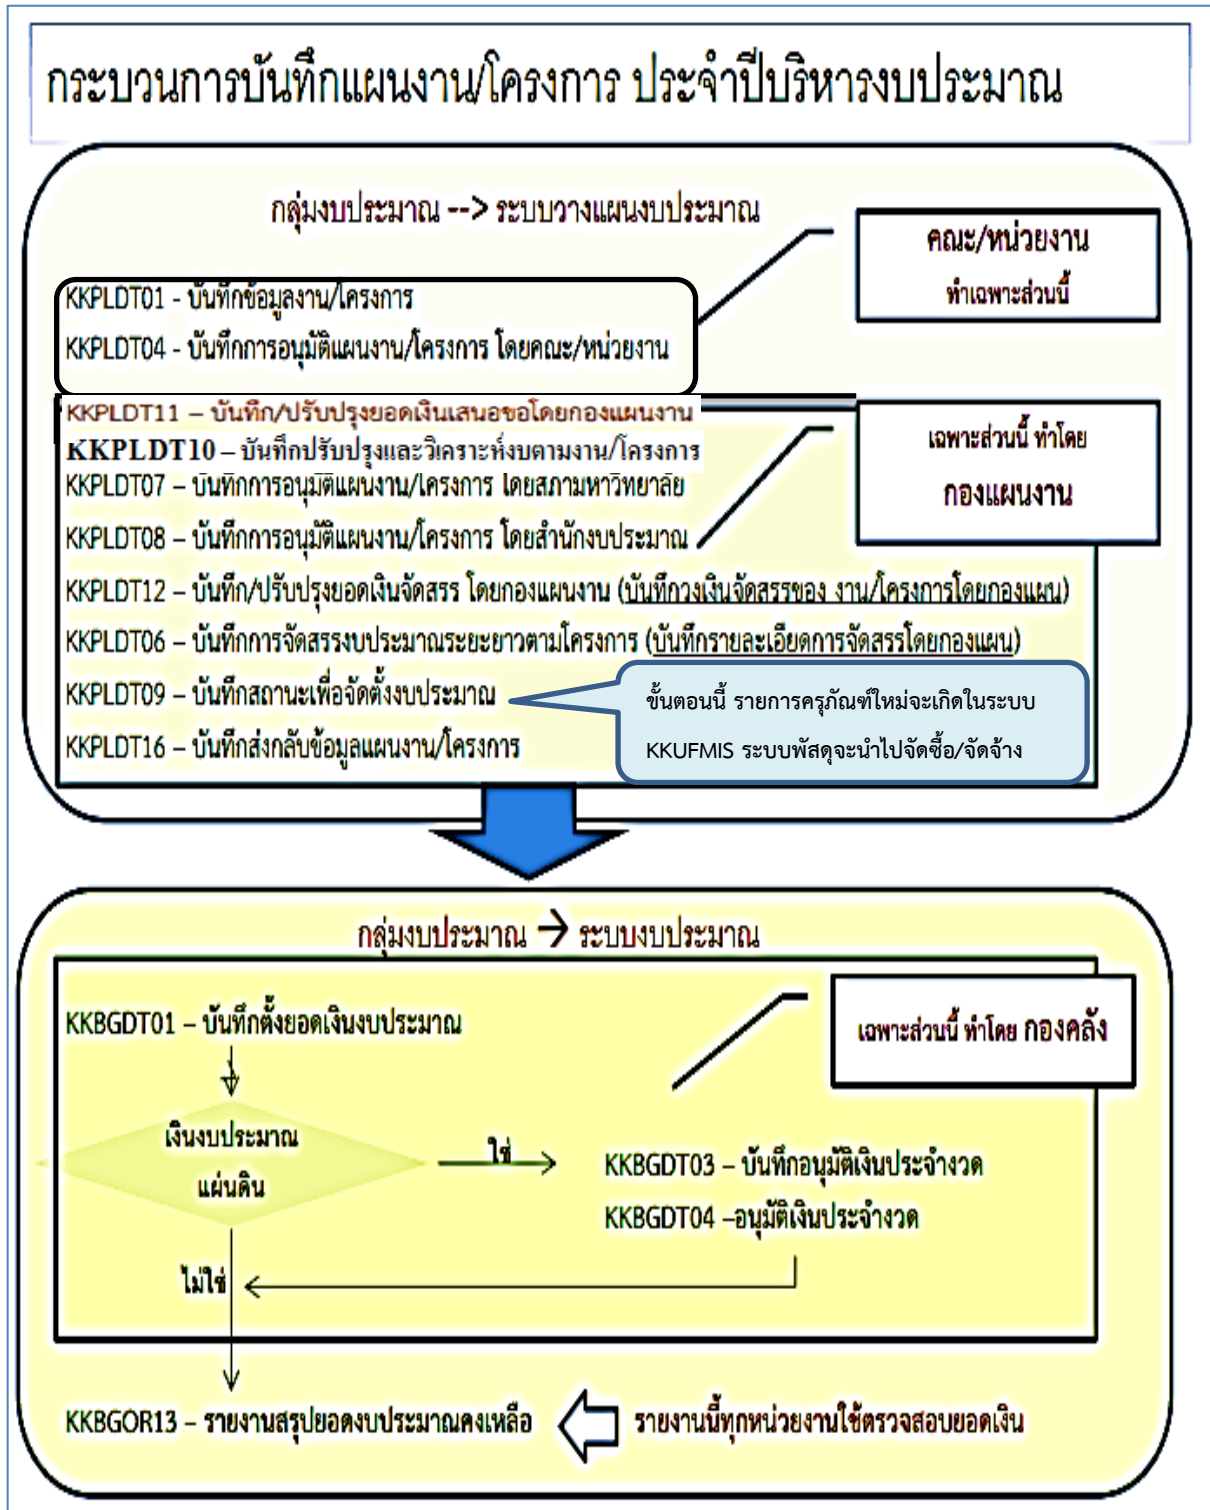 กระบวนการบันทึกแผนงาน/โครงการ ประจำปีบริหารงบประมาณ
กลุ่มงบประมาณ --> ระบบวางแผนงบประมาณ
คณะ/หน่วยงาน
ทำเฉพาะส่วนนี้
KKPLDT01 - บันทึกข้อมูลงาน/โครงการ
KKPLDT04 - บันทึกการอนุมัติแผนงาน/โครงการ โดยคณะ/หน่วยงาน
KKPLDT11 – บันทึก/ปรับปรุงยอดเงินเสนอขอโดยกองแผนงาน
KKPLDT10 – บันทึกปรับปรุงและวิเคราะห์งบตามงาน/โครงการ
เฉพาะส่วนนี้ ทำโดย
กองแผนงาน
KKPLDT07 – บันทึกการอนุมัติแผนงาน/โครงการ โดยสภามหาวิทยาลัย
KKPLDT08 – บันทึกการอนุมัติแผนงาน/โครงการ โดยสำนักงบประมาณ
KKPLDT12 – บันทึก/ปรับปรุงยอดเงินจัดสรร โดยกองแผนงาน (บันทึกวงเงินจัดสรรของ งาน/โครงการโดยกองแผน)
KKPLDT06 – บันทึกการจัดสรรงบประมาณระยะยาวตามโครงการ (บันทึกรายละเอียดการจัดสรรโดยกองแผน)
KKPLDT09 – บันทึกสถานะเพื่อจัดตั้งงบประมาณ
KKPLDT16 – บันทึกส่งกลับข้อมูลแผนงาน/โครงการ
ขั้นตอนนี้ รายการครุภัณฑ์ใหม่จะเกิดในระบบ
KKUFMIS ระบบพัสดุจะนำไปจัดซื้อ/จัดจ้าง
กลุ่มงบประมาณ → ระบบงบประมาณ
KKBGDT01 – บันทึกตั้งยอดเงินงบประมาณ
เฉพาะส่วนนี้ ทำโดย กองคลัง
เงินงบประมาณ
แผ่นดิน
ใช่
KKBGDT03 – บันทึกอนุมัติเงินประจำงวด
KKBGDT04 –อนุมัติเงินประจำงวด
ไม่ใช่
KKBGOR13 – รายงานสรุปยอดงบประมาณคงเหลือ
รายงานนี้ทุกหน่วยงานใช้ตรวจสอบยอดเงิน